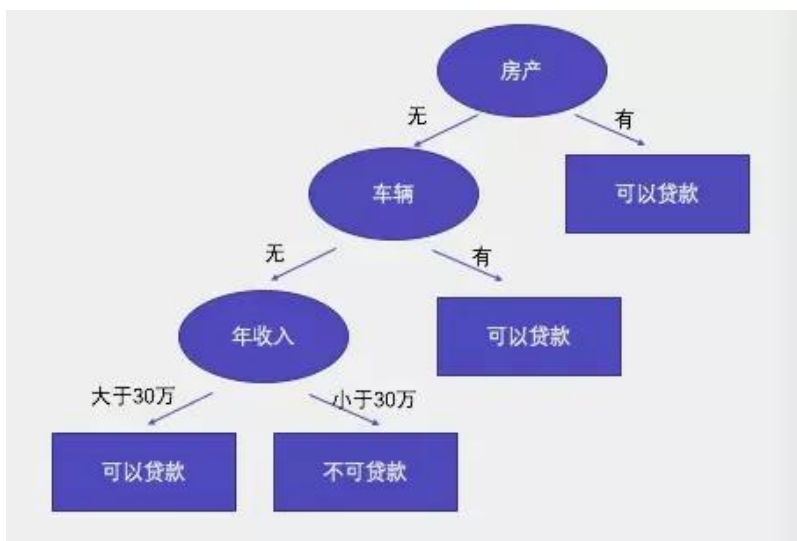 房产
无
有
车辆
可以贷款
无
有
年收入
可以贷款
大于30万
小于30万
可以贷款
不可贷款